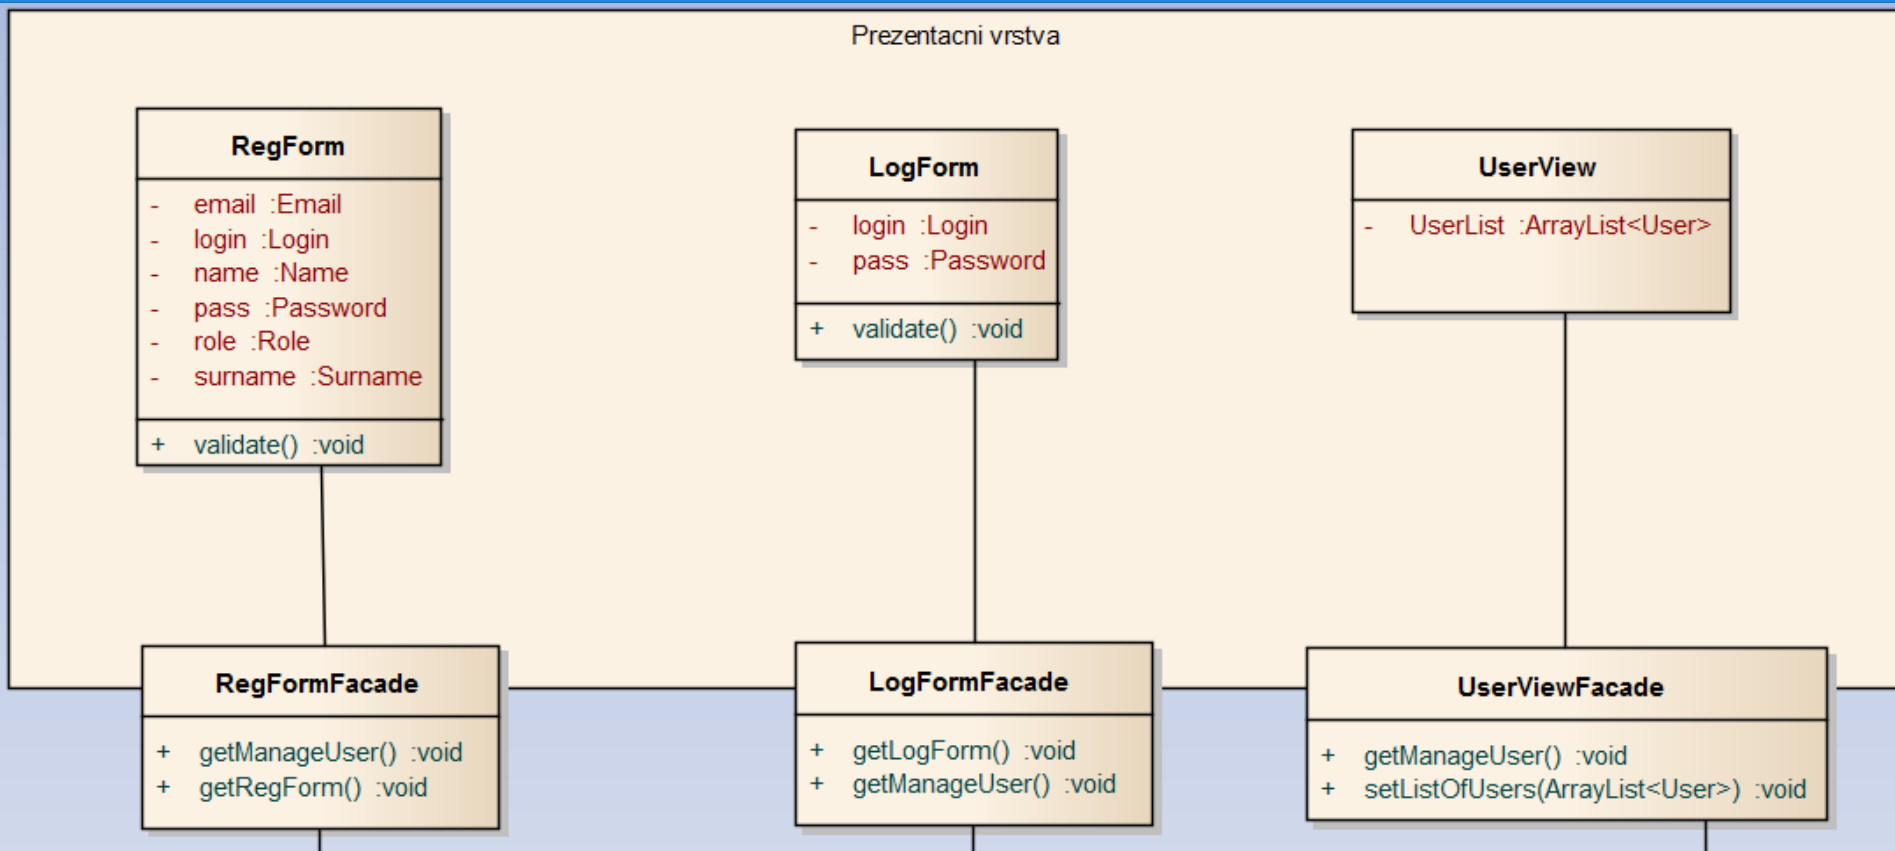 Prezentacni vrstva
RegForm
- email :Email
- login :Login
- name :Name
- pass :Password
- role :Role
- surname :Surname
+ validate() :void
LogForm
- login :Login
- pass :Password
+ validate() :void
UserView
- UserList :ArrayList<User>
RegFormFacade
+ getManageUser() :void
+ getRegForm() :void
LogFormFacade
+ getLogForm() :void
+ getManageUser() :void
UserViewFacade
+ getManageUser() :void
+ setListOfUsers(ArrayList<User>) :void